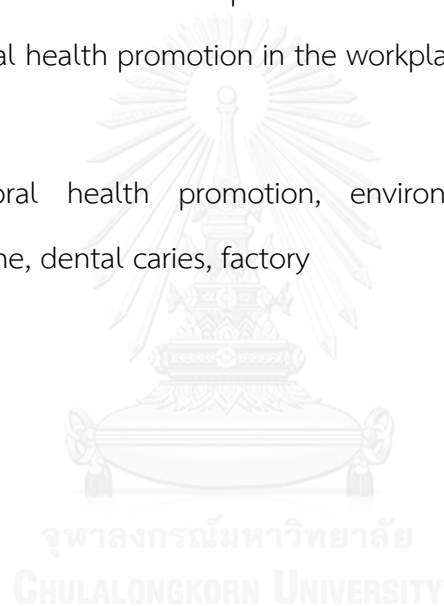 al health promotion in the workpla
oral health promotion, environ
ne, dental caries, factory
จุฬาลงกรณ์มหาวิทยาลัย
CHULALONGKORN UNIVERSITY